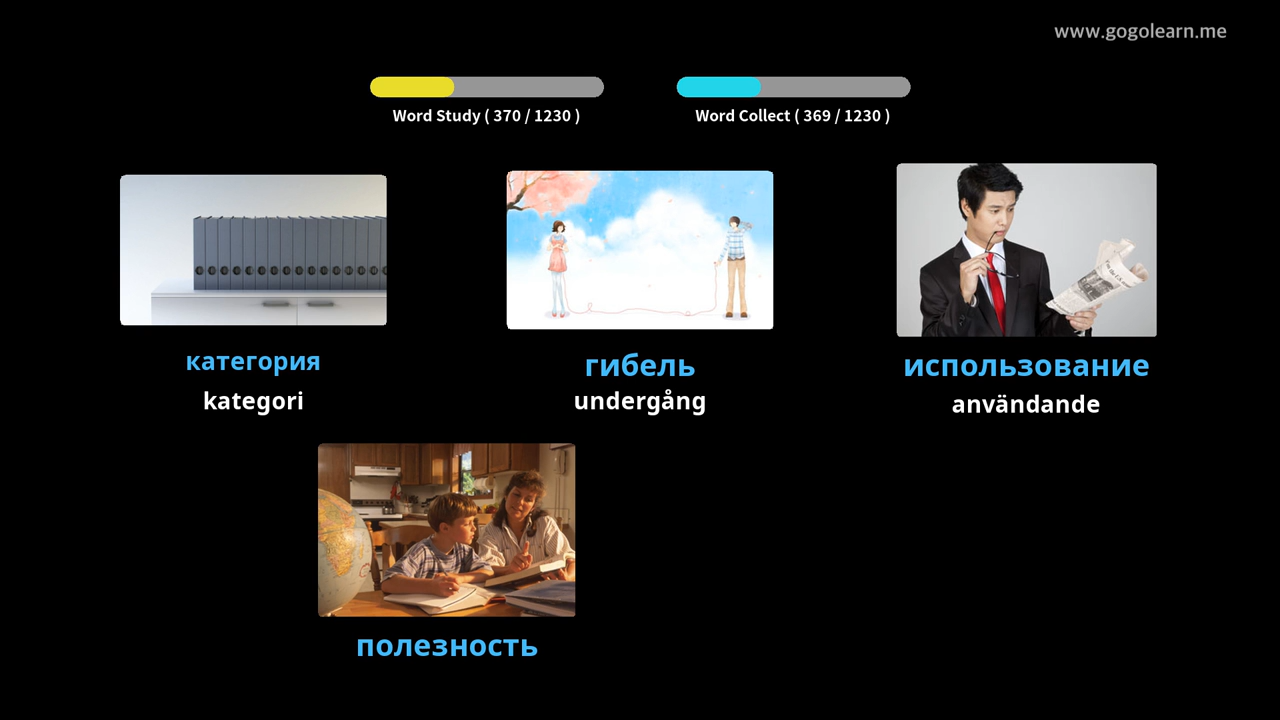 www.gogolearn.me
Word Study ( 370 / 1230 )
Word Collect ( 369 / 1230 )
категория
kategori
гибель
undergång
использование
användande
полезность